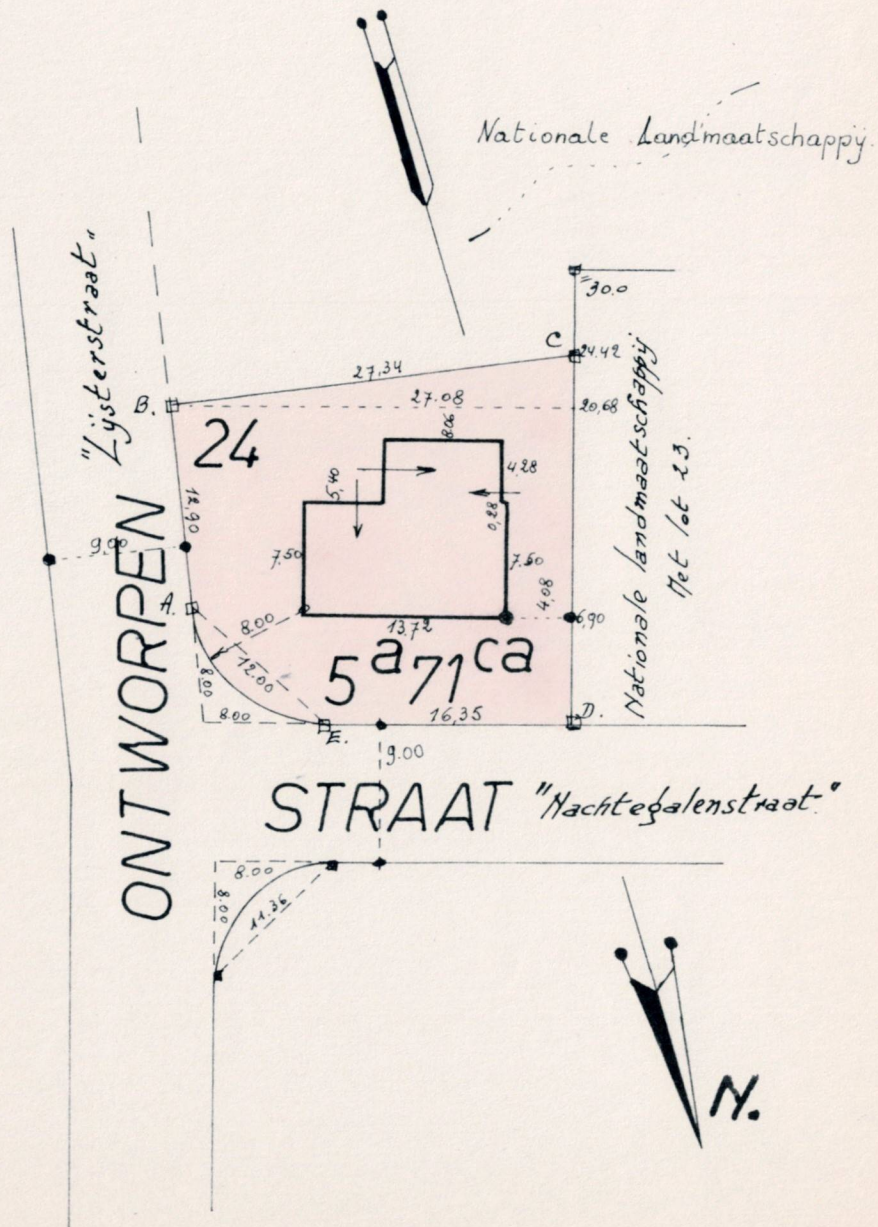 Nationale Landmaatschappij.
"Lijsterstraat"
ONTWORPEN
30.0
C
24.42
27,34
B.
27.08
20,68
24
8.06
5,40
4,28
0,28
17,90
9,00
7.50
7.50
4,08
6,90
A.
8.00
13.72
12.00
8.00
8.00
5a 71ca
16,35
E.
D.
Nationale landmaatschappij
Met lot 23.
9.00
STRAAT "Nachtegalenstraat."
8.00
8.00
11.36
N.